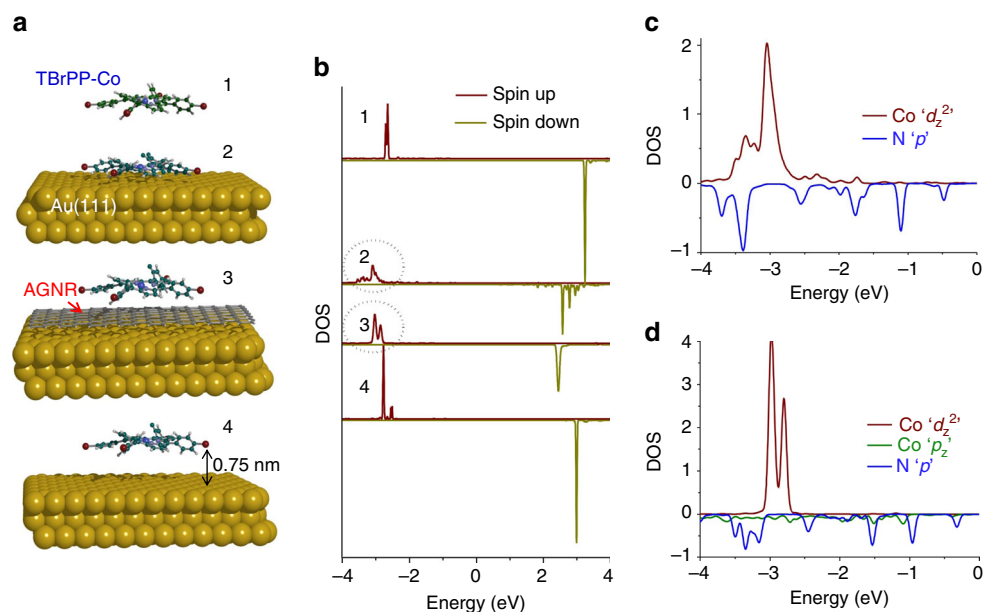 a
TBrPP-Co
1
2
Au(111)
3
AGNR
4
0.75 nm
b
Spin up
Spin down
1
2
3
4
DOS
−4 −2 0 2 4
Energy (eV)
c
2
1
0
−1
DOS
Co ‘dz²’
N ‘p’
−4 −3 −2 −1 0
Energy (eV)
d
4
3
2
1
0
−1
DOS
Co ‘dz²’
Co ‘pz’
N ‘p’
−4 −3 −2 −1 0
Energy (eV)